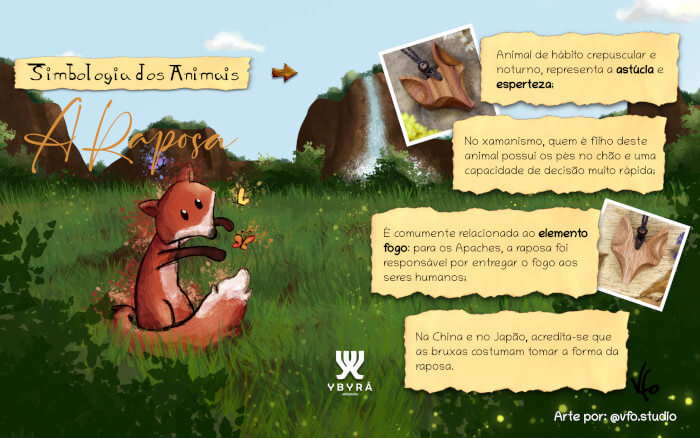 Simbologia dos Animais
A Raposa
Animal de hábito crepuscular e
noturno, representa a astúcia e
esperteza;
No xamanismo, quem é filho deste
animal possui os pés no chão e uma
capacidade de decisão muito rápida;
É comumente relacionada ao elemento
fogo: para os Apaches, a raposa foi
responsável por entregar o fogo aos
seres humanos;
Na China e no Japão, acredita-se que
as bruxas costumam tomar a forma da
raposa.
YBYRÁ
Vfo
Arte por: @vfo.studio